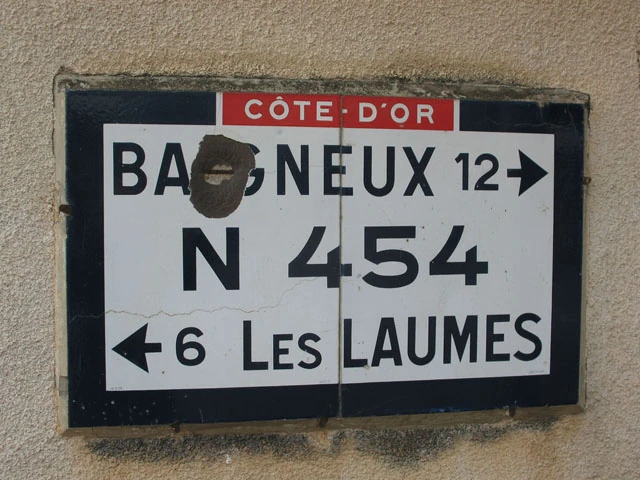 CÔTE-D'OR
BAIGNEUX 12 →
N 454
← 6 LES LAUMES